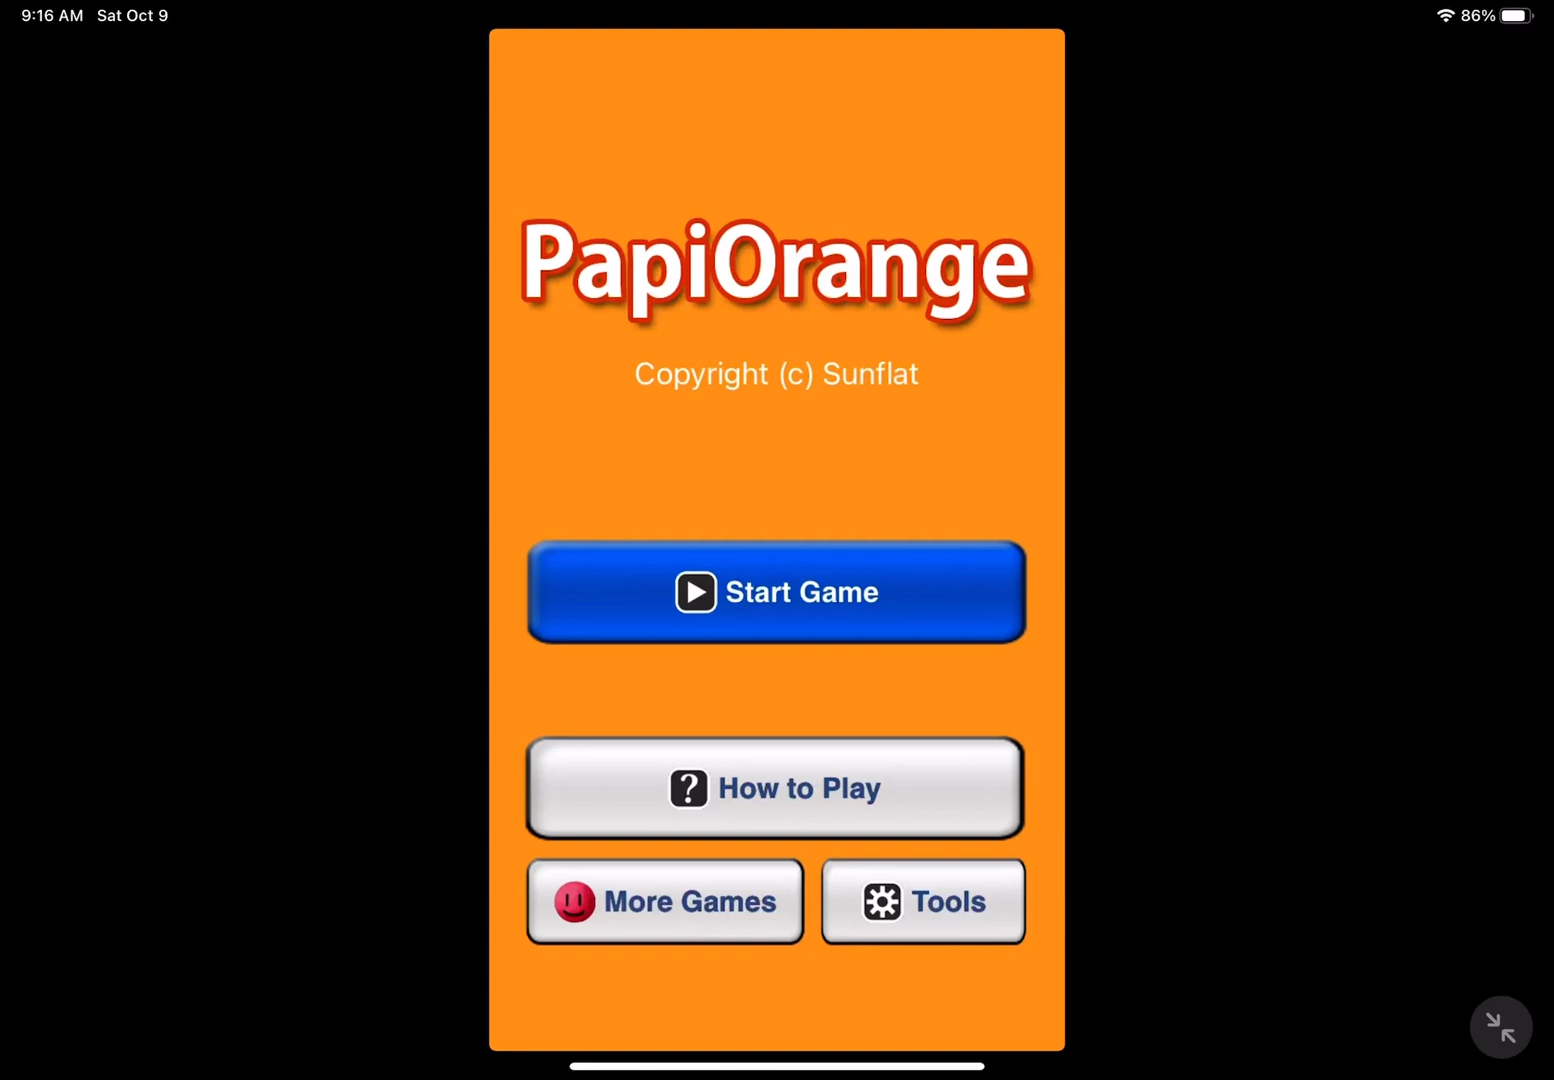 9:16 AM Sat Oct 9 86%
PapiOrange
Copyright (c) Sunflat
Start Game
? How to Play
More Games Tools